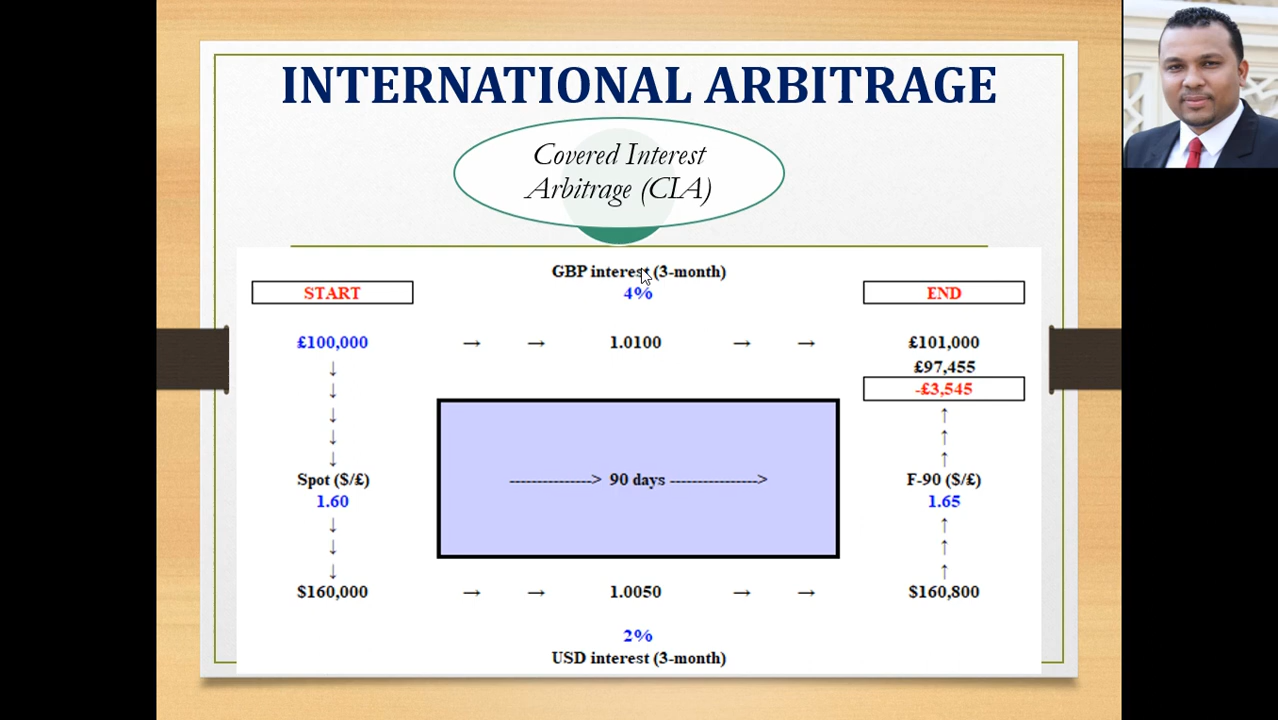 INTERNATIONAL ARBITRAGE
Covered Interest
Arbitrage (CIA)
GBP interest (3-month)
START 4% END
£100,000 → → 1.0100 → → £101,000
↓ £97,455
↓ -£3,545
↓ ↑
↓ ↑
↓ ↑
Spot ($/£) ---------------> 90 days ---------------> F-90 ($/£)
1.60 1.65
↓ ↑
↓ ↑
↓ ↑
$160,000 → → 1.0050 → → $160,800
2%
USD interest (3-month)